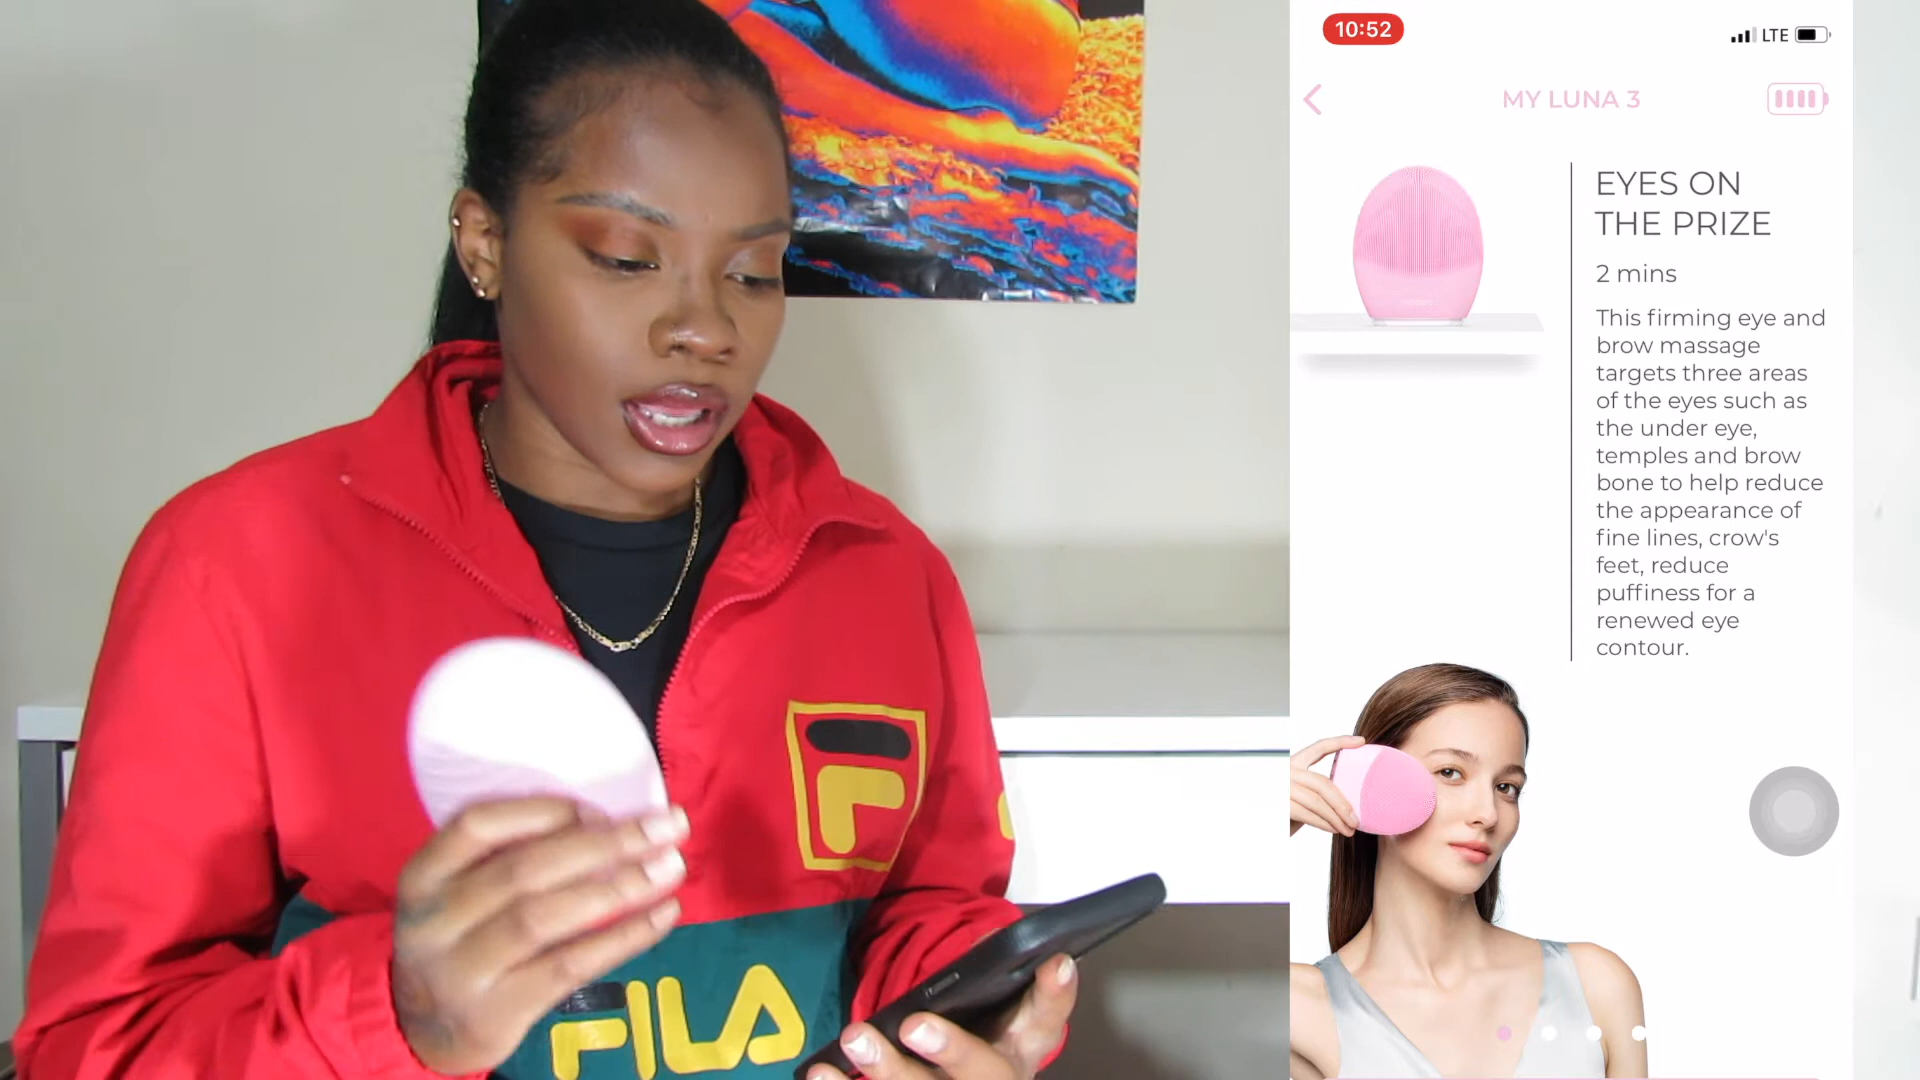 FILA
10:52
LTE
MY LUNA 3
EYES ON
THE PRIZE
2 mins
This firming eye and
brow massage
targets three areas
of the eyes such as
the under eye,
temples and brow
bone to help reduce
the appearance of
fine lines, crow's
feet, reduce
puffiness for a
renewed eye
contour.